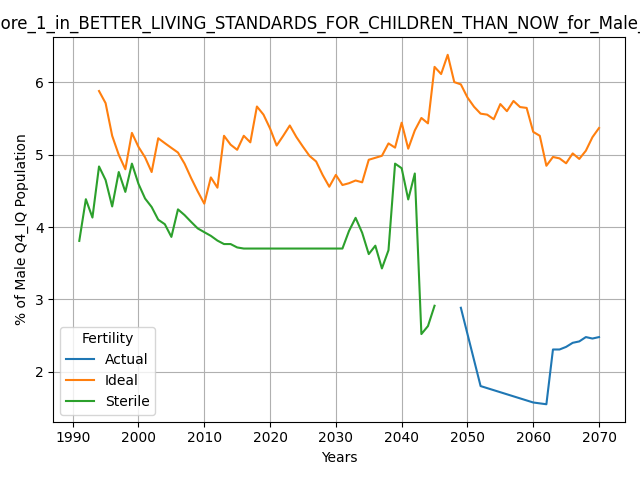 ore_1_in_BETTER_LIVING_STANDARDS_FOR_CHILDREN_THAN_NOW_for_Male_
% of Male Q4_IQ Population
6
5
4
3
2
Fertility
Actual
Ideal
Sterile
1990 2000 2010 2020 2030 2040 2050 2060 2070
Years